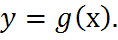 y = g(x).